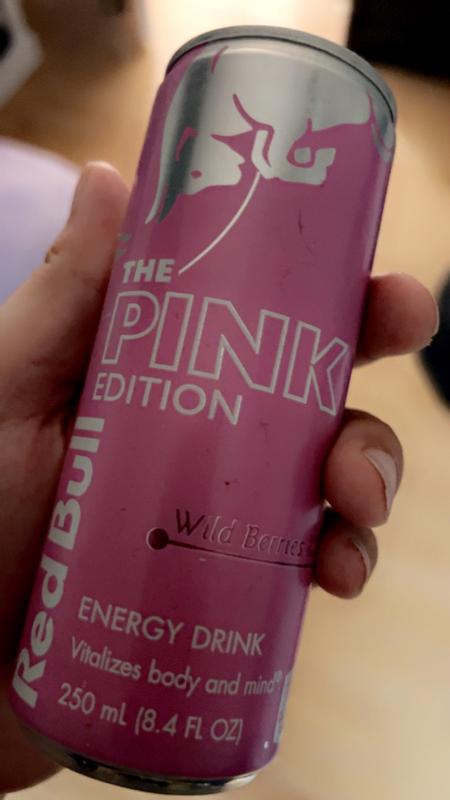 THE
PINK
EDITION
Red Bull
Wild Berries
ENERGY DRINK
Vitalizes body and mind®
250 mL (8.4 FL OZ)